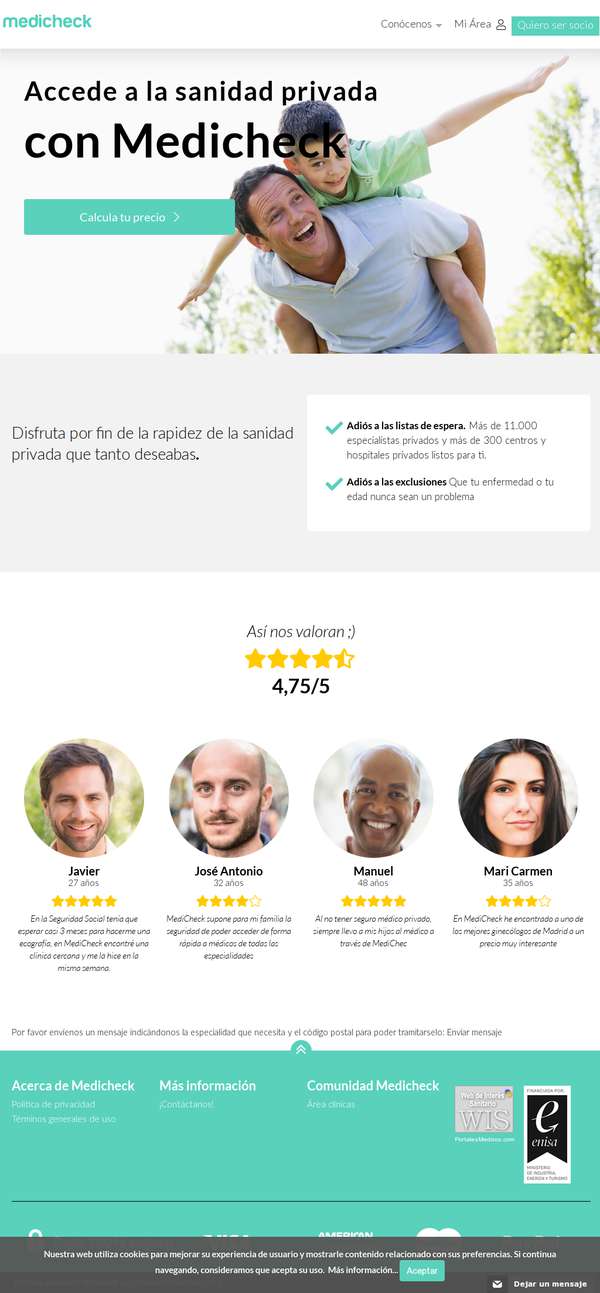 medicheck
Conócenos
Mi Área
Quiero ser socio
Accede a la sanidad privada
con Medicheck
Calcula tu precio
Disfruta por fin de la rapidez de la sanidad
privada que tanto deseabas.
Adiós a las listas de espera. Más de 11.000
especialistas privados y más de 300 centros y
hospitales privados listos para ti.
Adiós a las exclusiones Que tu enfermedad o tu
edad nunca sean un problema
Así nos valoran ;)
4,75/5
Javier
27 años
En la Seguridad Social tenía que
esperar casi 3 meses para hacerme una
ecografía, en MediCheck encontré una
clínica cercana y me la hice en la
misma semana.
José Antonio
32 años
MediCheck supone para mi familia la
seguridad de poder acceder de forma
rápida a médicos de todas las
especialidades
Manuel
48 años
Al no tener seguro médico privado,
siempre llevo a mis hijos al médico a
través de MediChec
Mari Carmen
35 años
En MediCheck he encontrado a uno de
los mejores ginecólogos de Madrid a un
precio muy interesante
Por favor envíenos un mensaje indicándonos la especialidad que necesita y el código postal para poder tramitarselo: Enviar mensaje
Acerca de Medicheck
Política de privacidad
Términos generales de uso
Más información
¡Contáctanos!
Comunidad Medicheck
Área clínicas
Web de Interés
Sanitario
WIS
PortalesMedicos.com
FINANCIADA POR
enisa
MINISTERIO
DE INDUSTRIA,
ENERGÍA Y TURISMO
AMERICAN
Nuestra web utiliza cookies para mejorar su experiencia de usuario y mostrarle contenido relacionado con sus preferencias. Si continua
navegando, consideramos que acepta su uso. Más información...
Aceptar
Dejar un mensaje